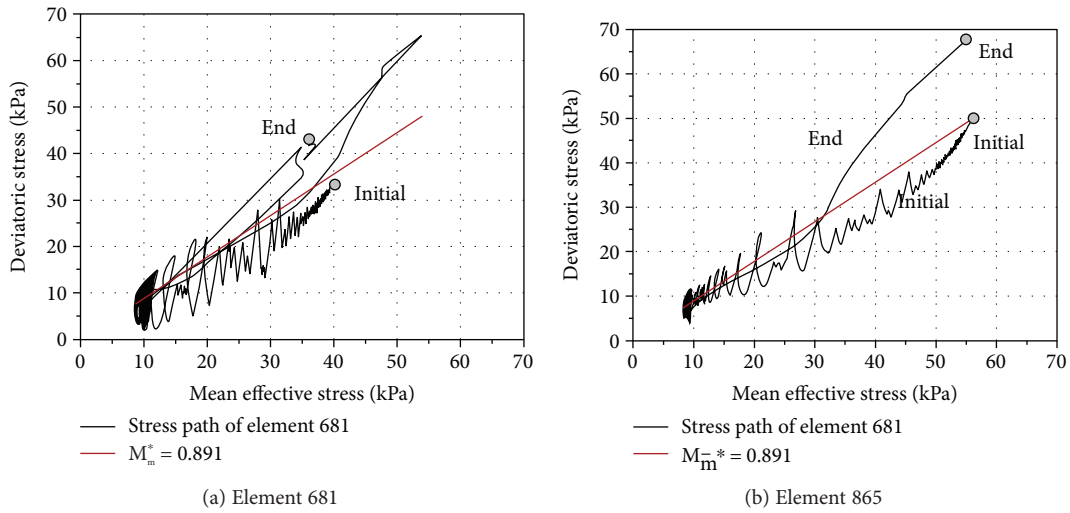 70
60
50
40
30
20
10
0
Deviatoric stress (kPa)
End
Initial
0 10 20 30 40 50 60 70
Mean effective stress (kPa)
Stress path of element 681
M*m = 0.891
(a) Element 681
70
60
50
40
30
20
10
0
Deviatoric stress (kPa)
End
End
Initial
Initial
0 10 20 30 40 50 60 70
Mean effective stress (kPa)
Stress path of element 681
M–m* = 0.891
(b) Element 865